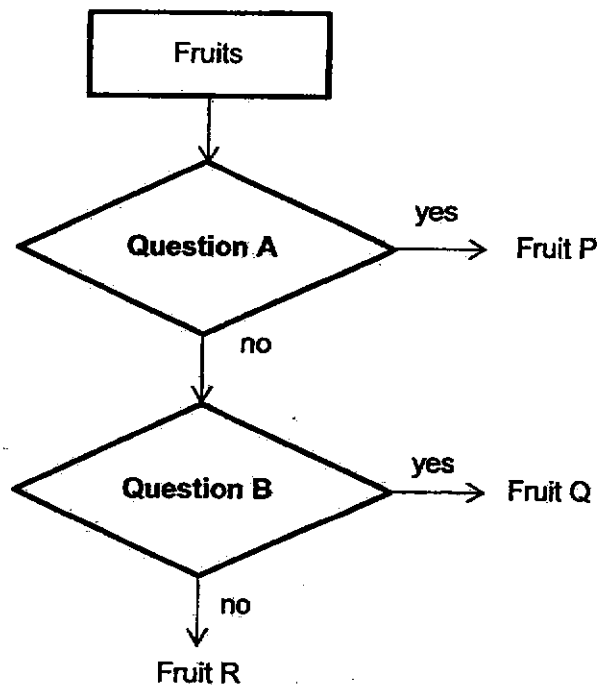 Fruits
Question A
yes
Fruit P
no
Question B
yes
Fruit Q
no
Fruit R